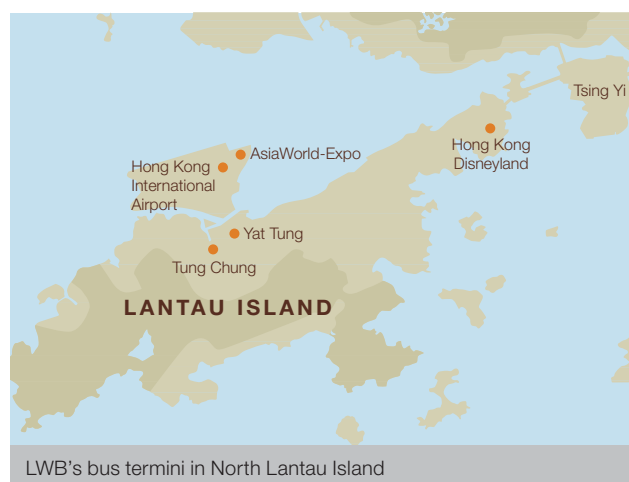 Tsing Yi
AsiaWorld-Expo
Hong Kong
International
Airport
Hong Kong
Disneyland
Yat Tung
Tung Chung
LANTAU ISLAND
LWB's bus termini in North Lantau Island